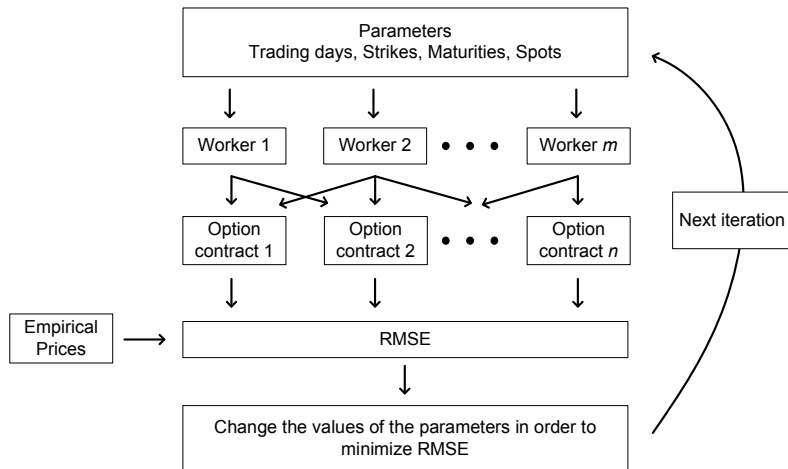 Parameters
Trading days, Strikes, Maturities, Spots
Worker 1
Worker 2
• • •
Worker m
Next iteration
Option
contract 1
Option
contract 2
• • •
Option
contract n
Empirical
Prices
RMSE
Change the values of the parameters in order to
minimize RMSE